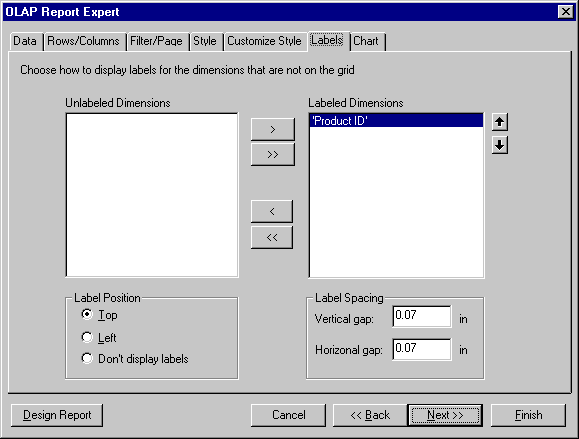 OLAP Report Expert
Data Rows/Columns Filter/Page Style Customize Style Labels Chart
Choose how to display labels for the dimensions that are not on the grid
Unlabeled Dimensions Labeled Dimensions
'Product ID'
>
>>
<
<<
Label Position
Top
Left
Don't display labels
Label Spacing
Vertical gap: 0.07 in
Horizonal gap: 0.07 in
Design Report Cancel << Back Next >> Finish